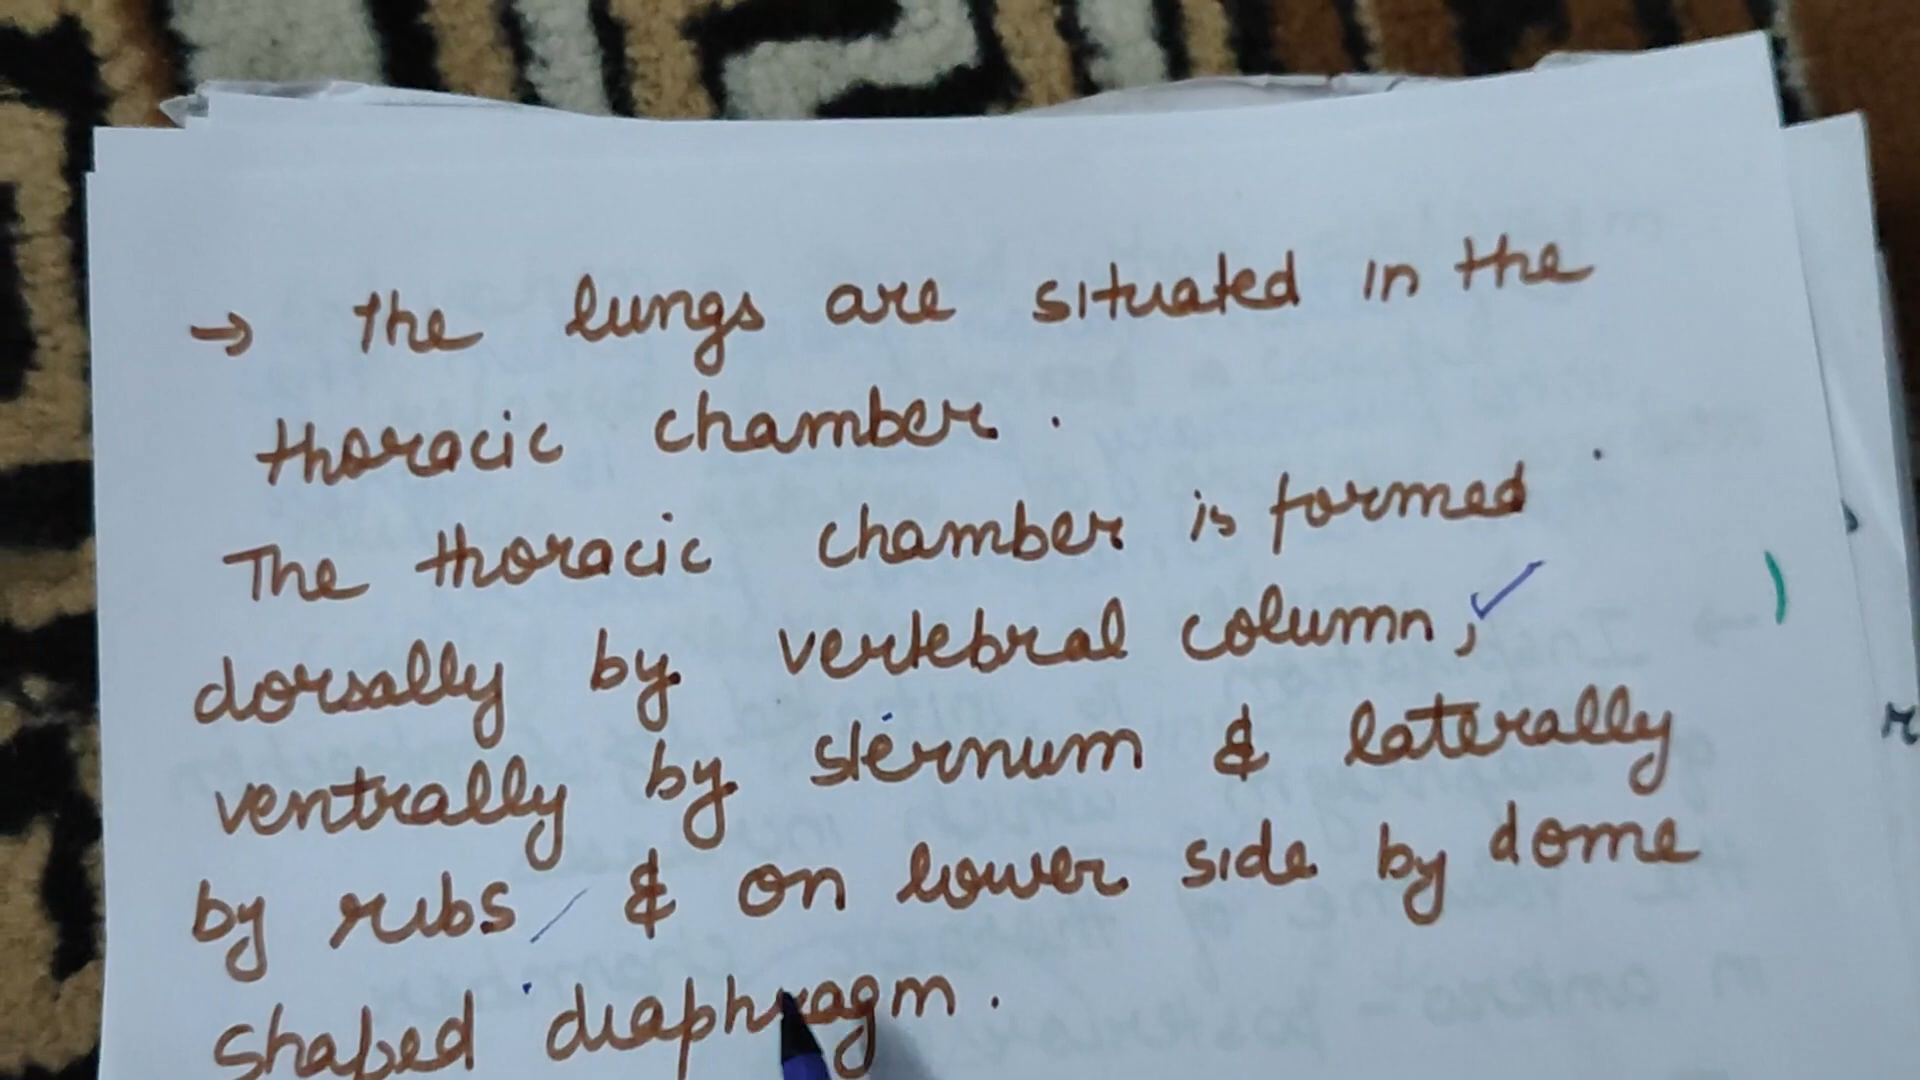 → The lungs are situated in the
thoracic chamber.
The thoracic chamber is formed
dorsally by vertebral column,
ventrally by sternum & laterally
by ribs & on lower side by dome
shaped diaphragm.